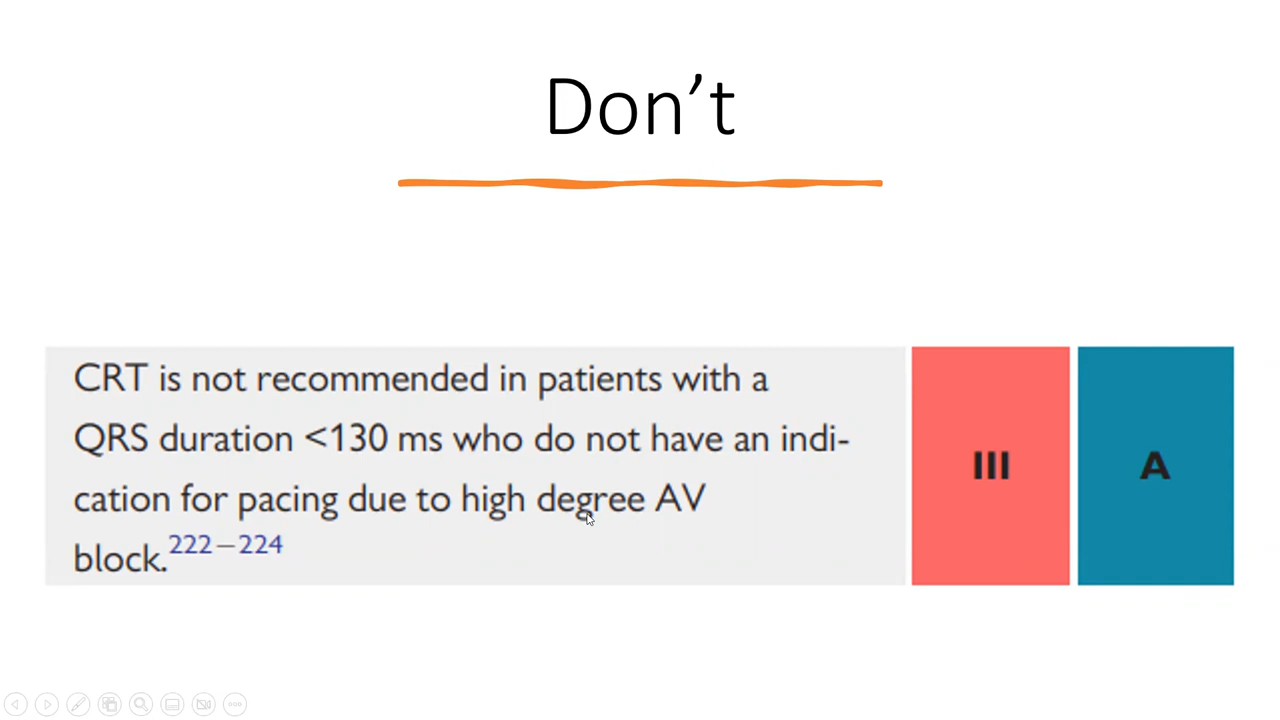 Don’t
CRT is not recommended in patients with a
QRS duration <130 ms who do not have an indi-
cation for pacing due to high degree AV
block.222–224
III
A